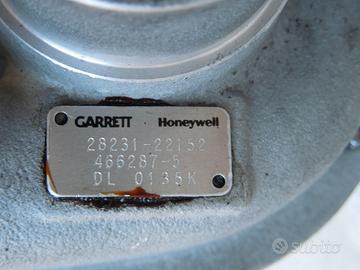 GARRETT Honeywell
28231-22152
466287-5
DL 0135K
subito